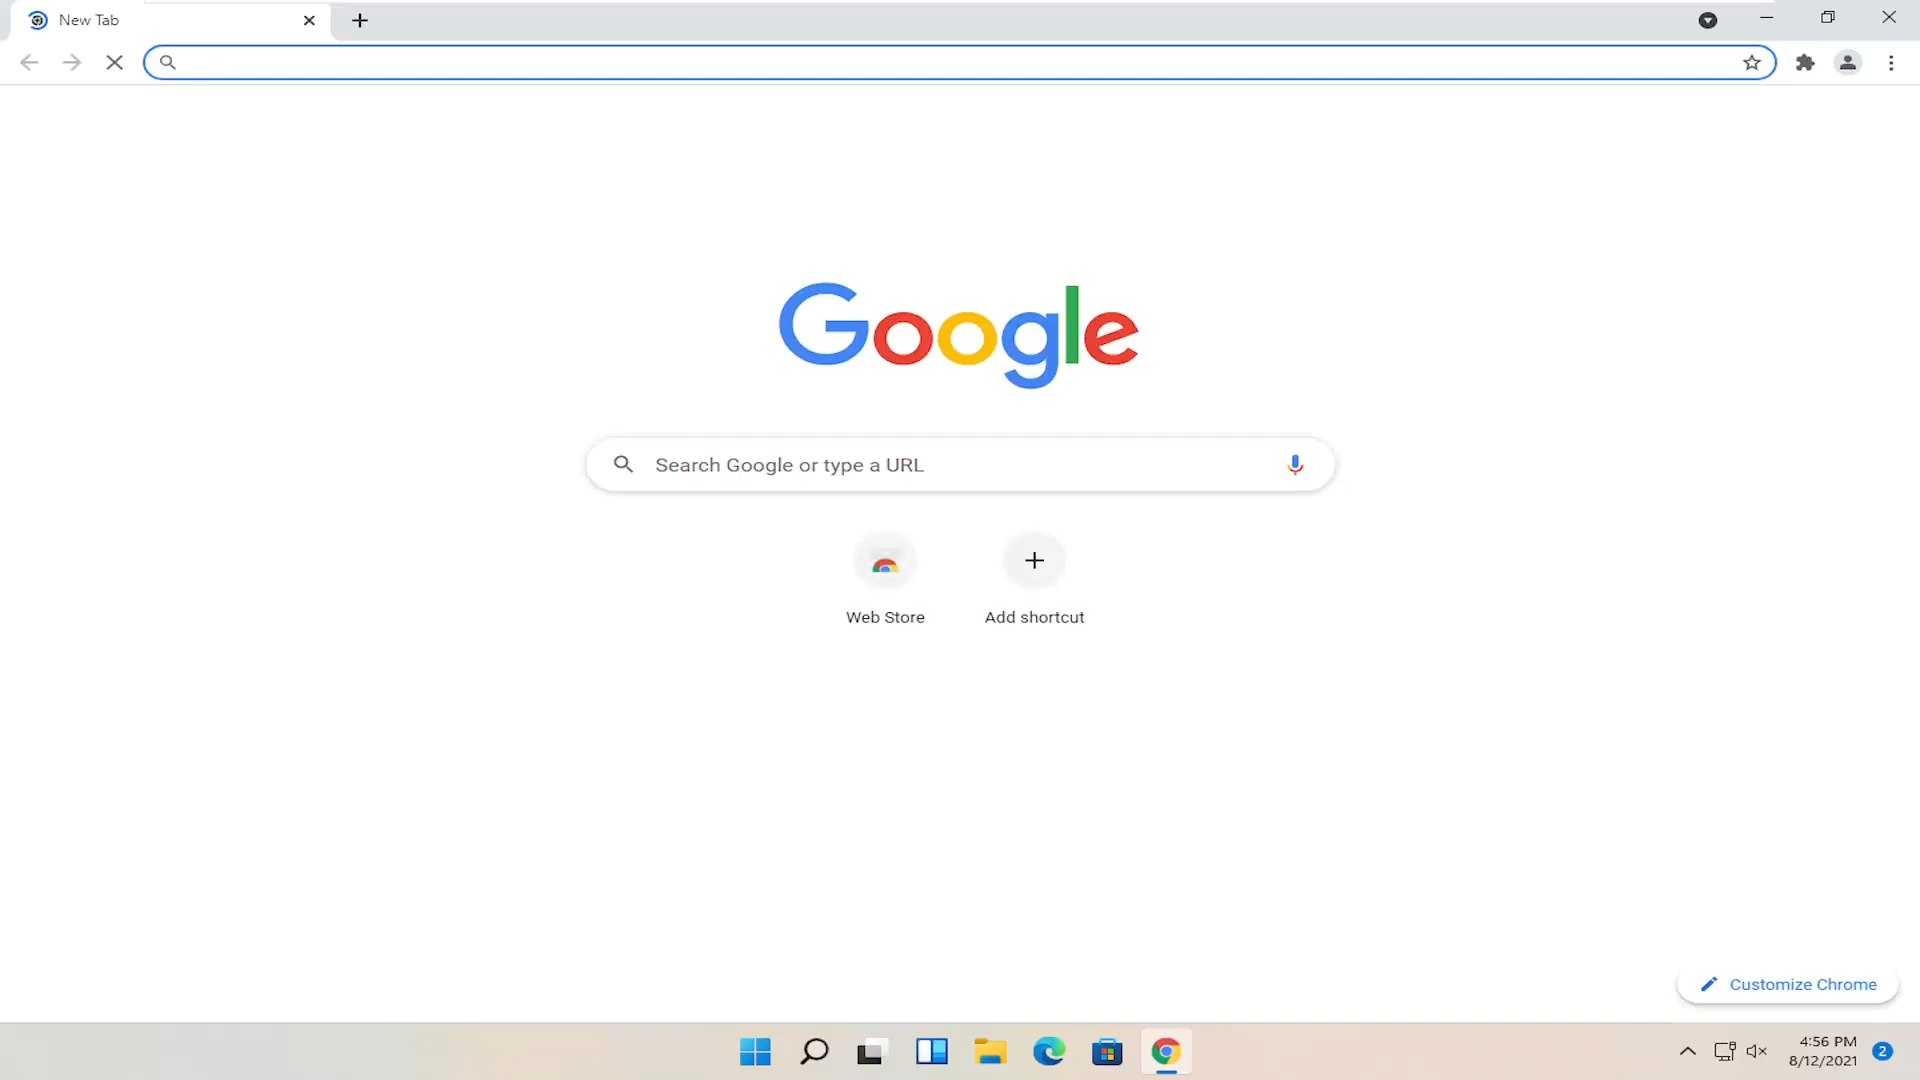 New Tab
Google
Search Google or type a URL
Web Store
Add shortcut
Customize Chrome
4:56 PM
8/12/2021
2